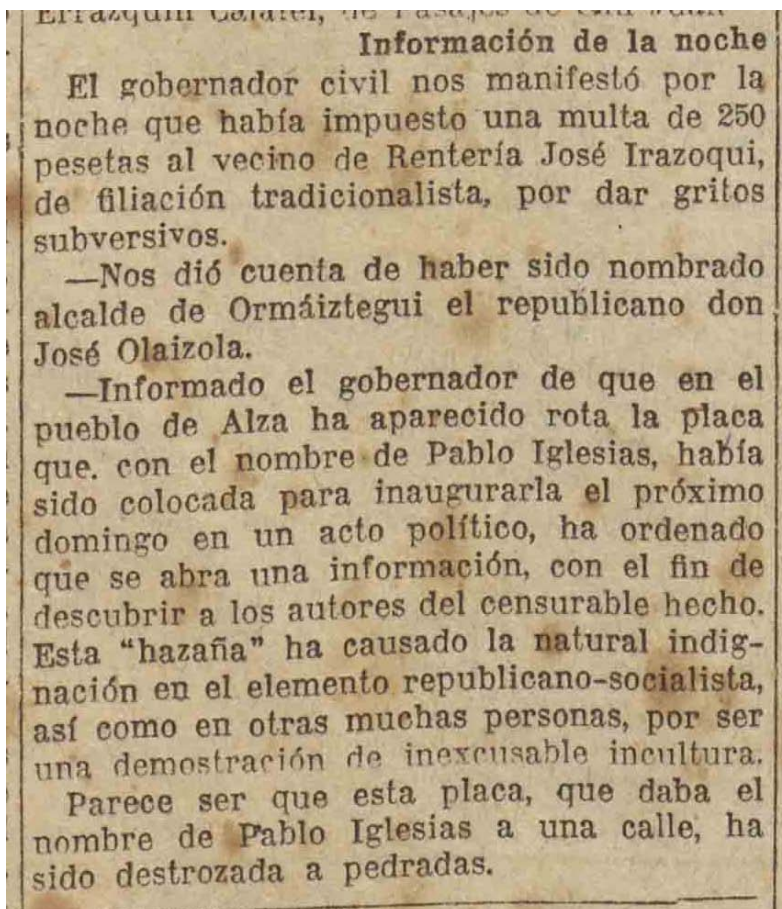 Información de la noche
El gobernador civil nos manifestó por la
noche que había impuesto una multa de 250
pesetas al vecino de Rentería José Irazoqui,
de filiación tradicionalista, por dar gritos
subversivos.
—Nos dió cuenta de haber sido nombrado
alcalde de Ormáiztegui el republicano don
José Olaizola.
—Informado el gobernador de que en el
pueblo de Alza ha aparecido rota la placa
que. con el nombre de Pablo Iglesias, había
sido colocada para inaugurarla el próximo
domingo en un acto político, ha ordenado
que se abra una información, con el fin de
descubrir a los autores del censurable hecho.
Esta “hazaña” ha causado la natural indig-
nación en el elemento republicano-socialista,
así como en otras muchas personas, por ser
una demostración de inexcusable incultura.
Parece ser que esta placa, que daba el
nombre de Pablo Iglesias a una calle, ha
sido destrozada a pedradas.